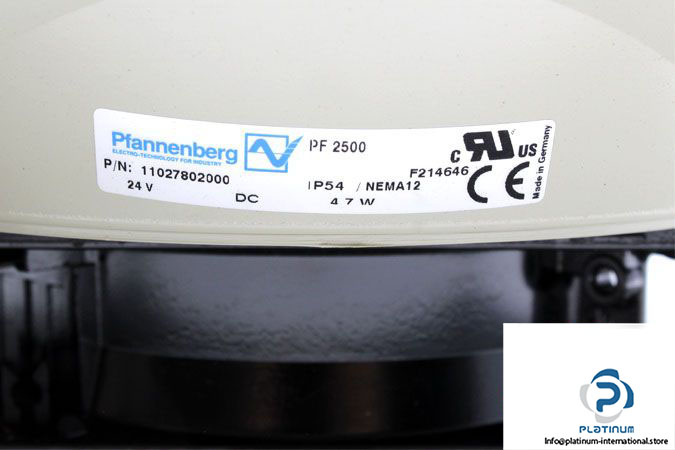 Pfannenberg
ELECTRO-TECHNOLOGY FOR INDUSTRY
PF 2500
P/N: 11027802000
24 V
DC
IP54 / NEMA12
4.7 W
F214646
c RU US
CE
Made in Germany
PLATINUM
Info@platinum-international.store